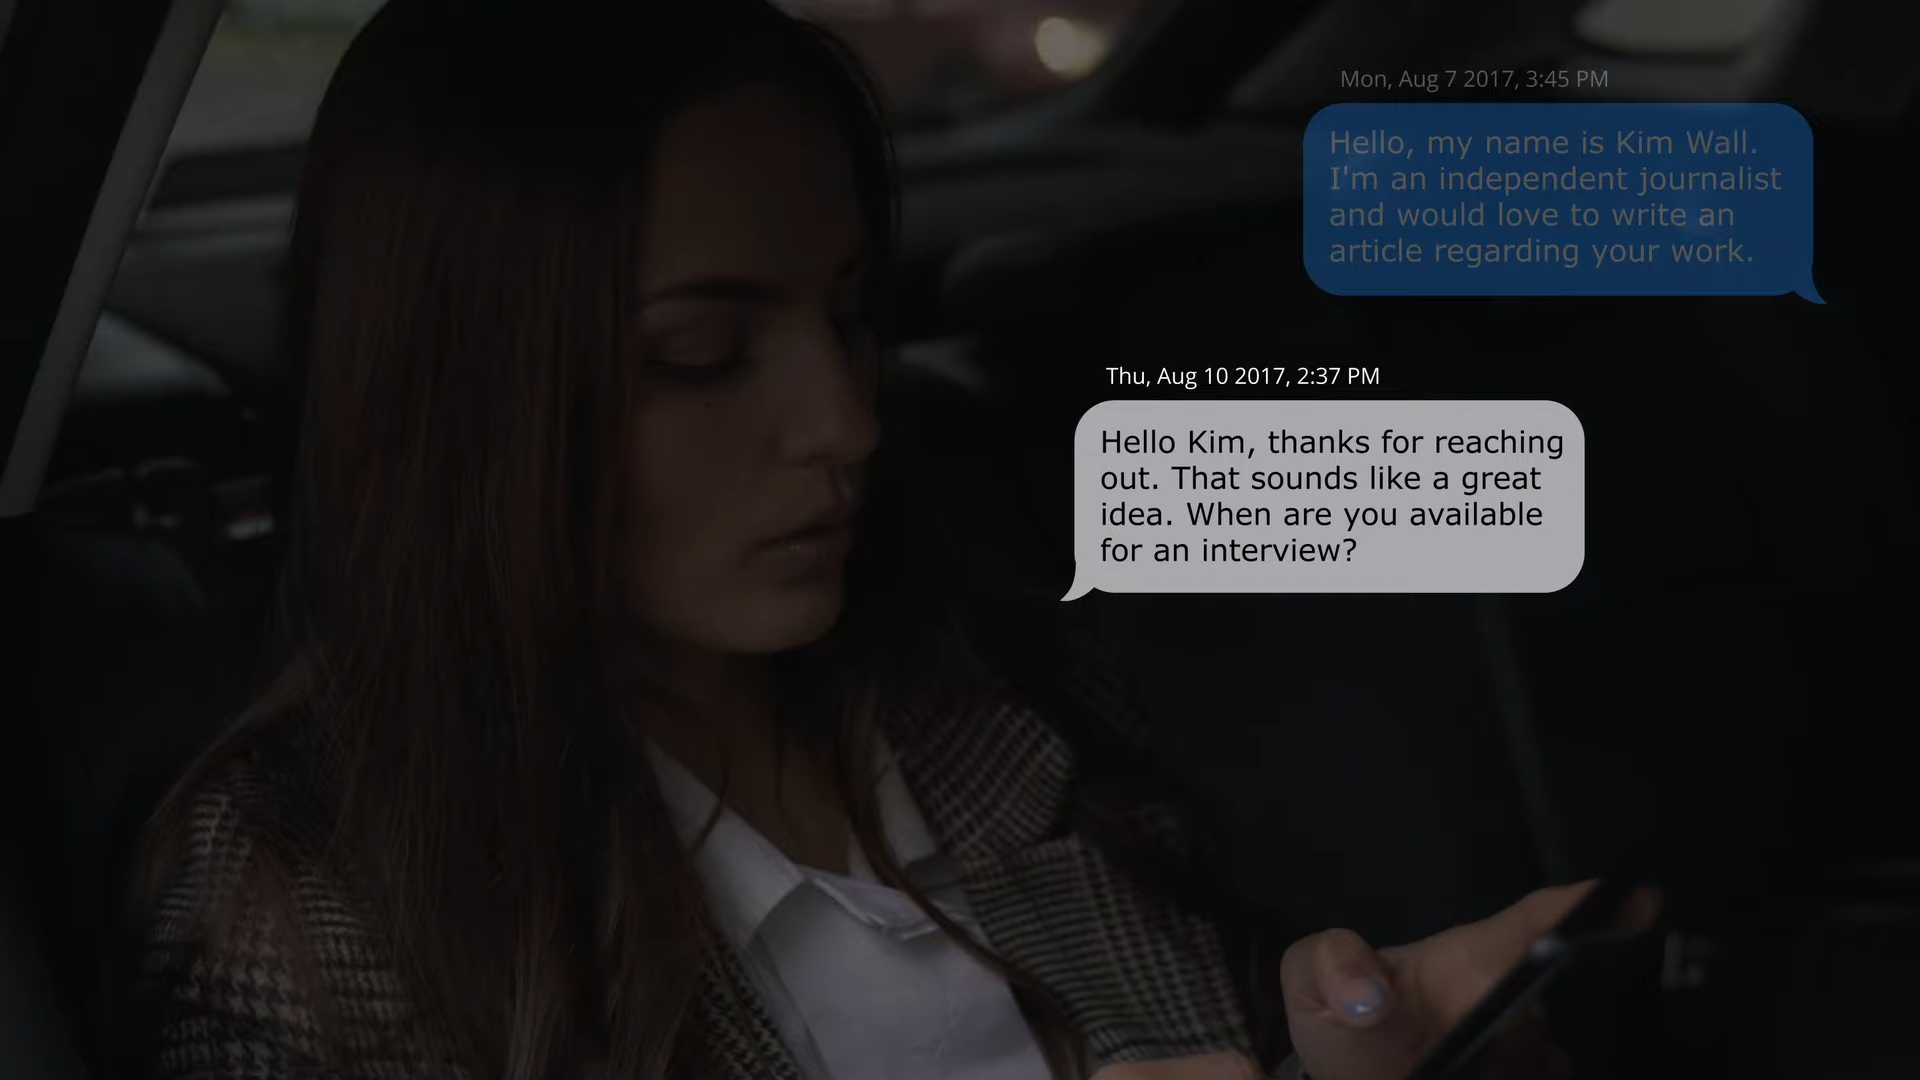 Mon, Aug 7 2017, 3:45 PM
Hello, my name is Kim Wall.
I'm an independent journalist
and would love to write an
article regarding your work.
Thu, Aug 10 2017, 2:37 PM
Hello Kim, thanks for reaching
out. That sounds like a great
idea. When are you available
for an interview?